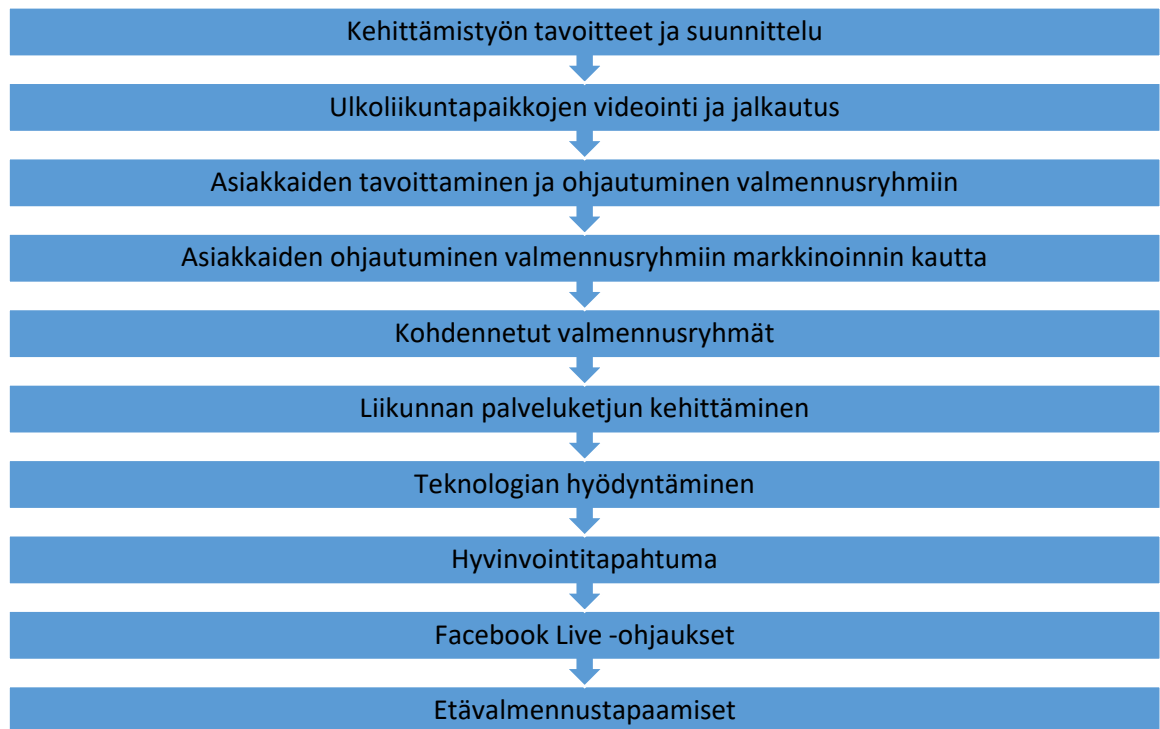 Kehittämistyön tavoitteet ja suunnittelu
Ulkoliikuntapaikkojen videointi ja jalkautus
Asiakkaiden tavoittaminen ja ohjautuminen valmennusryhmiin
Asiakkaiden ohjautuminen valmennusryhmiin markkinoinnin kautta
Kohdennetut valmennusryhmät
Liikunnan palveluketjun kehittäminen
Teknologian hyödyntäminen
Hyvinvointitapahtuma
Facebook Live -ohjaukset
Etävalmennustapaamiset